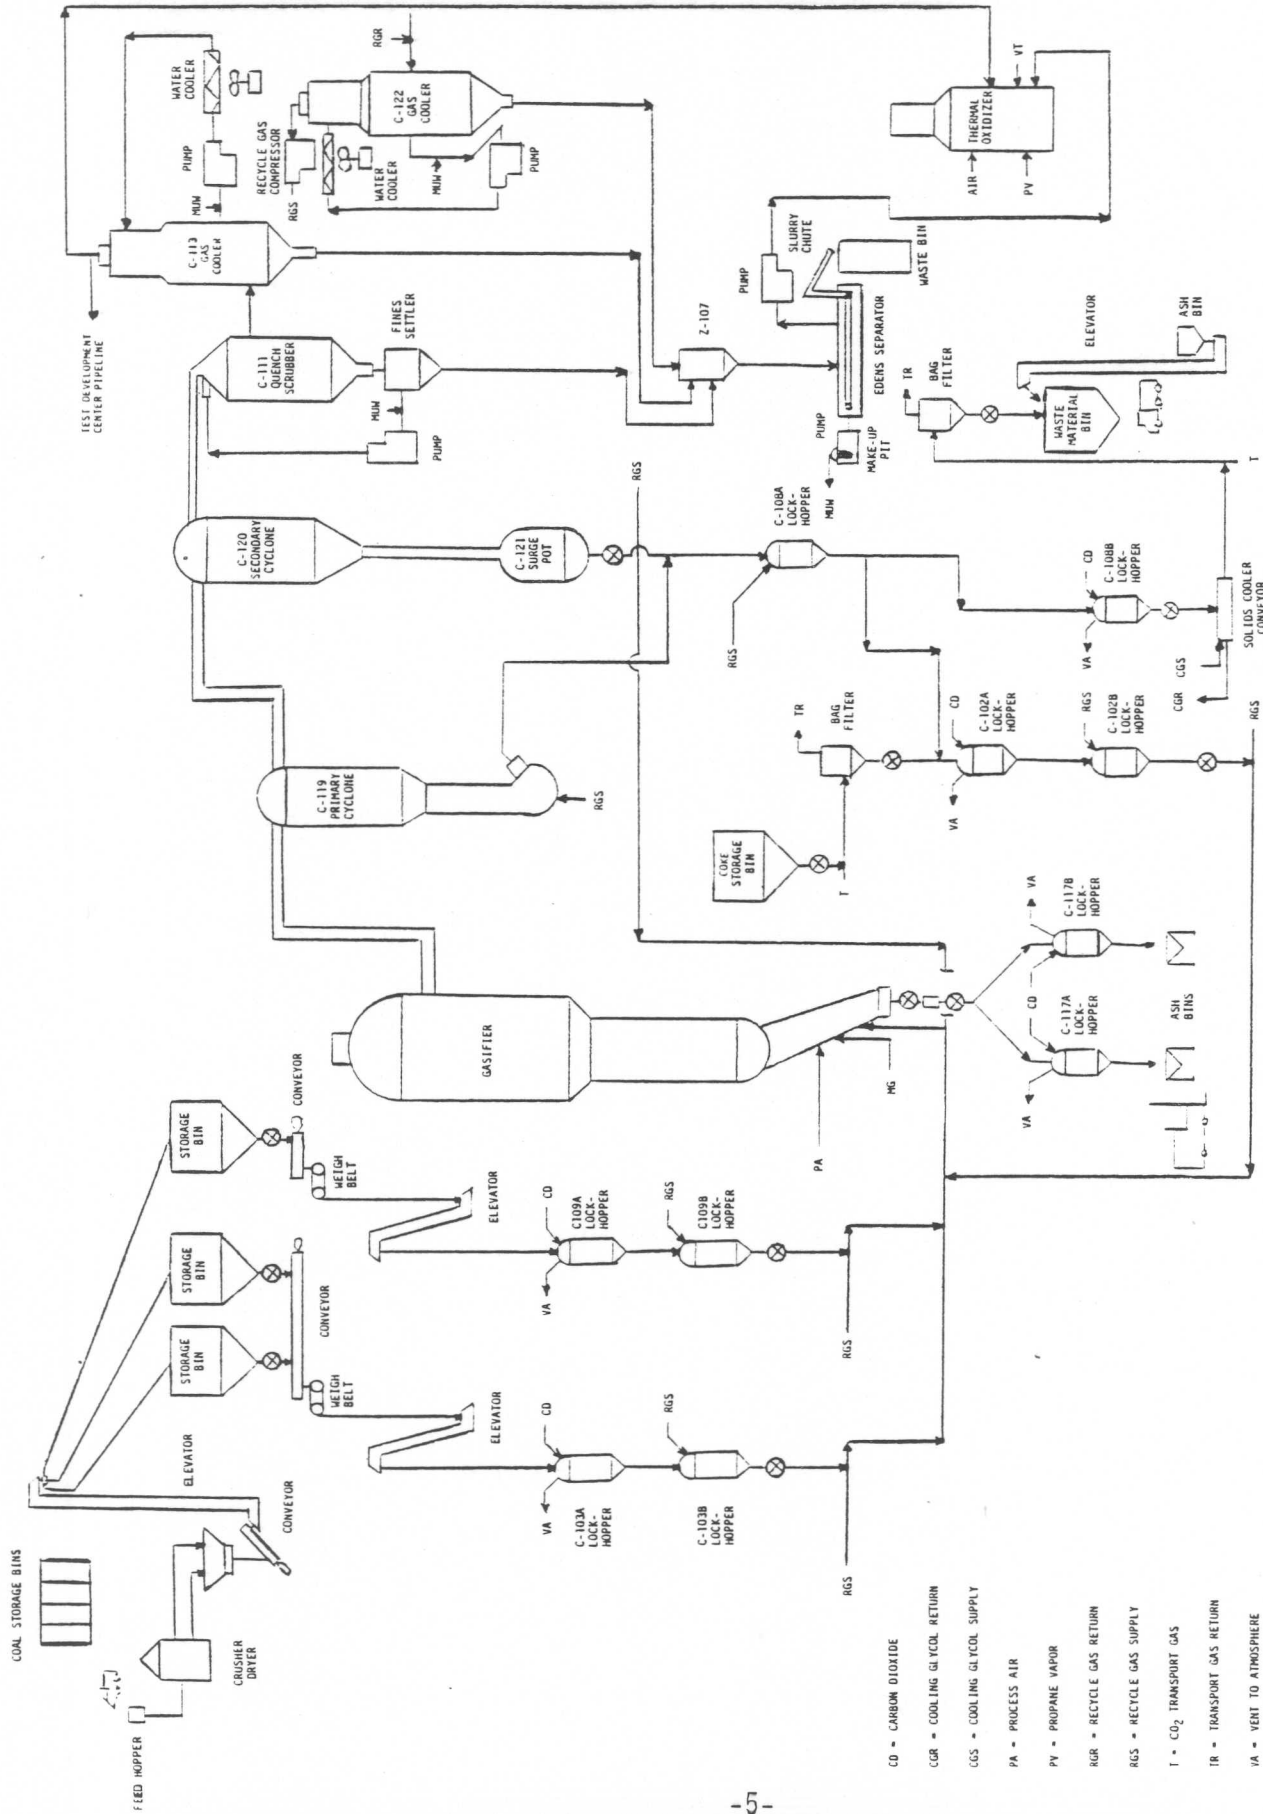 COAL STORAGE BINS
FEED HOPPER
CRUSHER
DRYER
CONVEYOR
ELEVATOR
STORAGE
BIN
STORAGE
BIN
STORAGE
BIN
CONVEYOR
CONVEYOR
WEIGH
BELT
WEIGH
BELT
ELEVATOR
ELEVATOR
VA
CD
C-103A
LOCK-
HOPPER
RGS
C-103B
LOCK-
HOPPER
RGS
VA
CD
C109A
LOCK-
HOPPER
RGS
C109B
LOCK-
HOPPER
RGS
GASIFIER
PA
MG
VA
CD
VA
C-117A
LOCK-
HOPPER
C-117B
LOCK-
HOPPER
ASH
BINS
C-119
PRIMARY
CYCLONE
RGS
COKE
STORAGE
BIN
T
TR
BAG
FILTER
VA
CD
C-102A
LOCK-
HOPPER
RGS
C-102B
LOCK-
HOPPER
RGS
C-120
SECONDARY
CYCLONE
C-121
SURGE
POT
RGS
RGS
C-108A
LOCK-
HOPPER
VA
CD
C-108B
LOCK-
HOPPER
CGR
CGS
SOLIDS COOLER
CONVEYOR
T
TEST DEVELOPMENT
CENTER PIPELINE
C-111
QUENCH
SCRUBBER
FINES
SETTLER
MUW
PUMP
C-113
GAS
COOLER
MUW
PUMP
WATER
COOLER
RGR
C-122
GAS
COOLER
RECYCLE GAS
COMPRESSOR
RGS
WATER
COOLER
MUW
PUMP
Z-107
PUMP
SLURRY
CHUTE
WASTE BIN
EDENS SEPARATOR
PUMP
MAKE-UP
PIT
MUW
THERMAL
OXIDIZER
AIR
PV
VT
TR
BAG
FILTER
WASTE
MATERIAL
BIN
ELEVATOR
ASH
BIN
CD = CARBON DIOXIDE
CGR = COOLING GLYCOL RETURN
CGS = COOLING GLYCOL SUPPLY
PA = PROCESS AIR
PV = PROPANE VAPOR
RGR = RECYCLE GAS RETURN
RGS = RECYCLE GAS SUPPLY
T = CO₂ TRANSPORT GAS
TR = TRANSPORT GAS RETURN
VA = VENT TO ATMOSPHERE
-5-